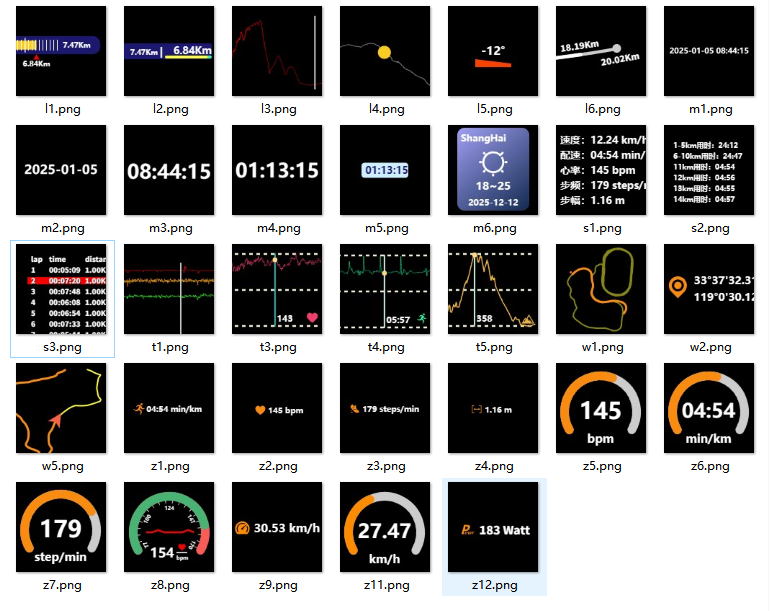 7.47Km
6.84Km
7.47Km
6.84Km
-12°
18.19Km
20.02Km
2025-01-05 08:44:15
l1.png
l2.png
l3.png
l4.png
l5.png
l6.png
m1.png
2025-01-05
08:44:15
01:13:15
01:13:15
ShangHai
18~25
2025-12-12
速度：12.24 km/h
配速：04:54 min/
心率：145 bpm
步频：179 steps/
步幅：1.16 m
1-5km用时：24:12
6-10km用时：24:47
11km用时：04:54
12km用时：04:56
13km用时：04:55
14km用时：04:57
m2.png
m3.png
m4.png
m5.png
m6.png
s1.png
s2.png
lap time distan
1 00:05:09 1.00K
2 00:07:20 1.00K
3 00:07:48 1.00K
4 00:06:08 1.00K
5 00:06:54 1.00K
6 00:07:33 1.00K
143
05:57
358
33°37'32.3
119°0'30.12
s3.png
t1.png
t3.png
t4.png
t5.png
w1.png
w2.png
04:54 min/km
145 bpm
179 steps/min
1.16 m
145
bpm
04:54
min/km
w5.png
z1.png
z2.png
z3.png
z4.png
z5.png
z6.png
179
step/min
100
124
147
170
154 bpm
30.53 km/h
27.47
km/h
183 Watt
z7.png
z8.png
z9.png
z11.png
z12.png